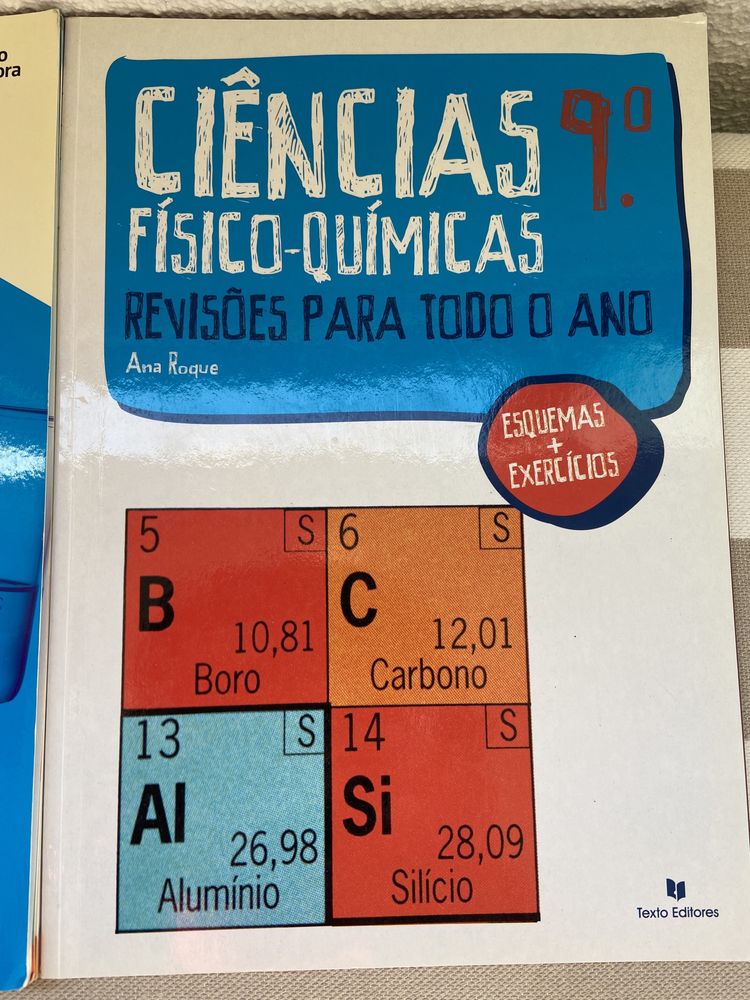 o
ora
CIÊNCIAS 9.º
FÍSICO-QUÍMICAS
REVISÕES PARA TODO O ANO
Ana Roque
ESQUEMAS
+
EXERCÍCIOS
5 S
B
10,81
Boro
6 S
C
12,01
Carbono
13 S
Al
26,98
Alumínio
14 S
Si
28,09
Silício
Texto Editores